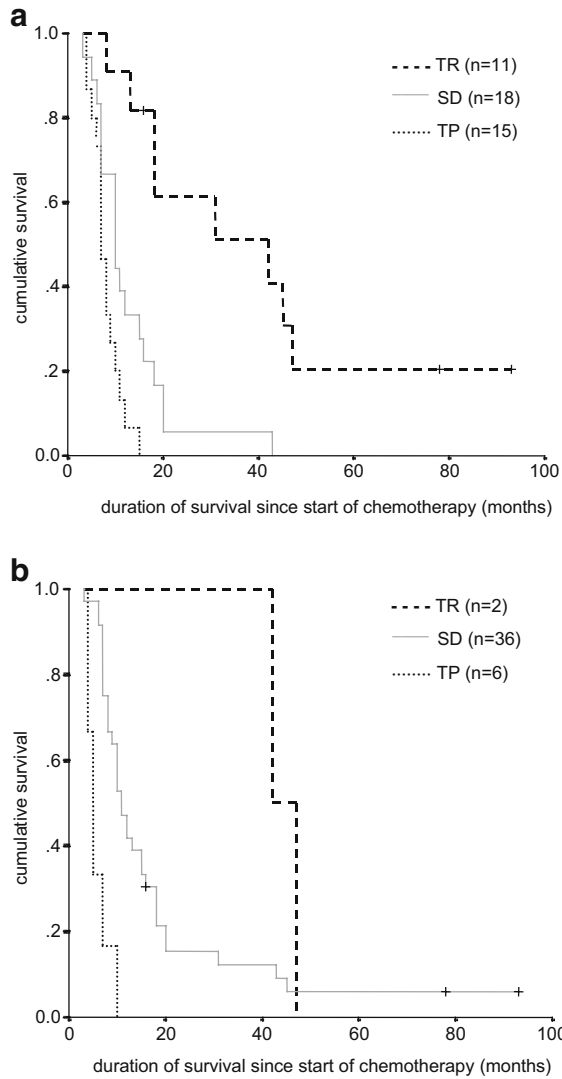 a
1.0
.8
.6
.4
0.2
0.0
cumulative survival
TR (n=11)
SD (n=18)
TP (n=15)
0 20 40 60 80 100
duration of survival since start of chemotherapy (months)
b
1.0
.8
.6
.4
0.2
0.0
cumulative survival
TR (n=2)
SD (n=36)
TP (n=6)
0 20 40 60 80 100
duration of survival since start of chemotherapy (months)